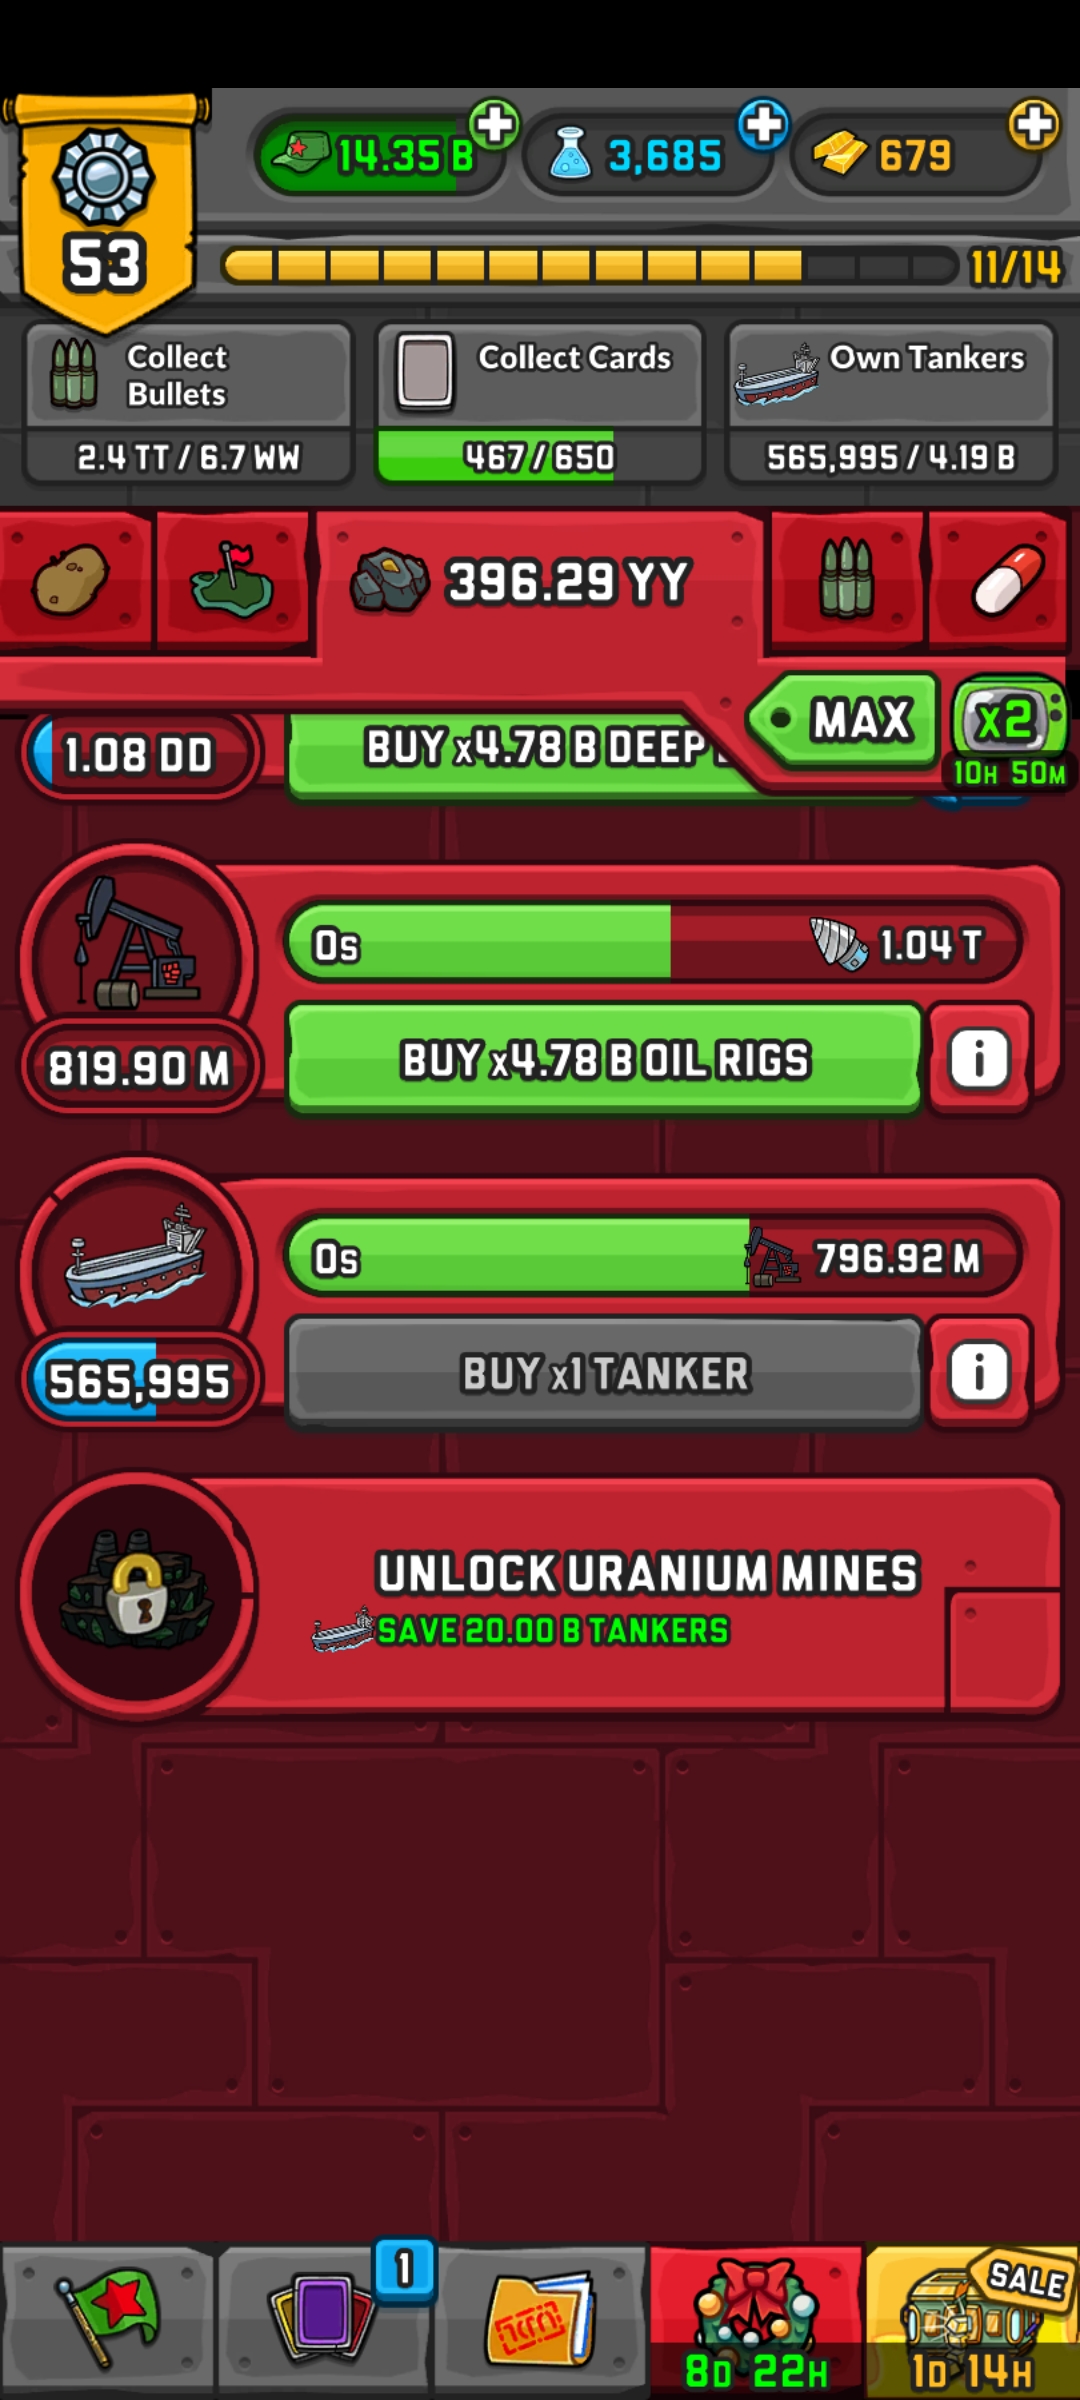 14.35 B
3,685
679
53
11/14
Collect
Bullets
Collect Cards
Own Tankers
2.4 TT / 6.7 WW
467 / 650
565,995 / 4.19 B
396.29 YY
MAX
x2
10H 50M
1.08 DD
BUY x4.78 B DEEP
0s
1.04 T
819.90 M
BUY x4.78 B OIL RIGS
i
0s
796.92 M
565,995
BUY x1 TANKER
i
UNLOCK URANIUM MINES
SAVE 20.00 B TANKERS
1
SALE
8D 22H
1D 14H